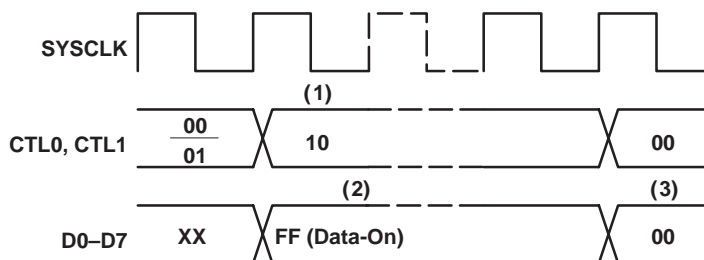 SYSCLK
(1)
CTL0, CTL1
00
01
10
00
(2)
(3)
D0–D7
XX
FF (Data-On)
00